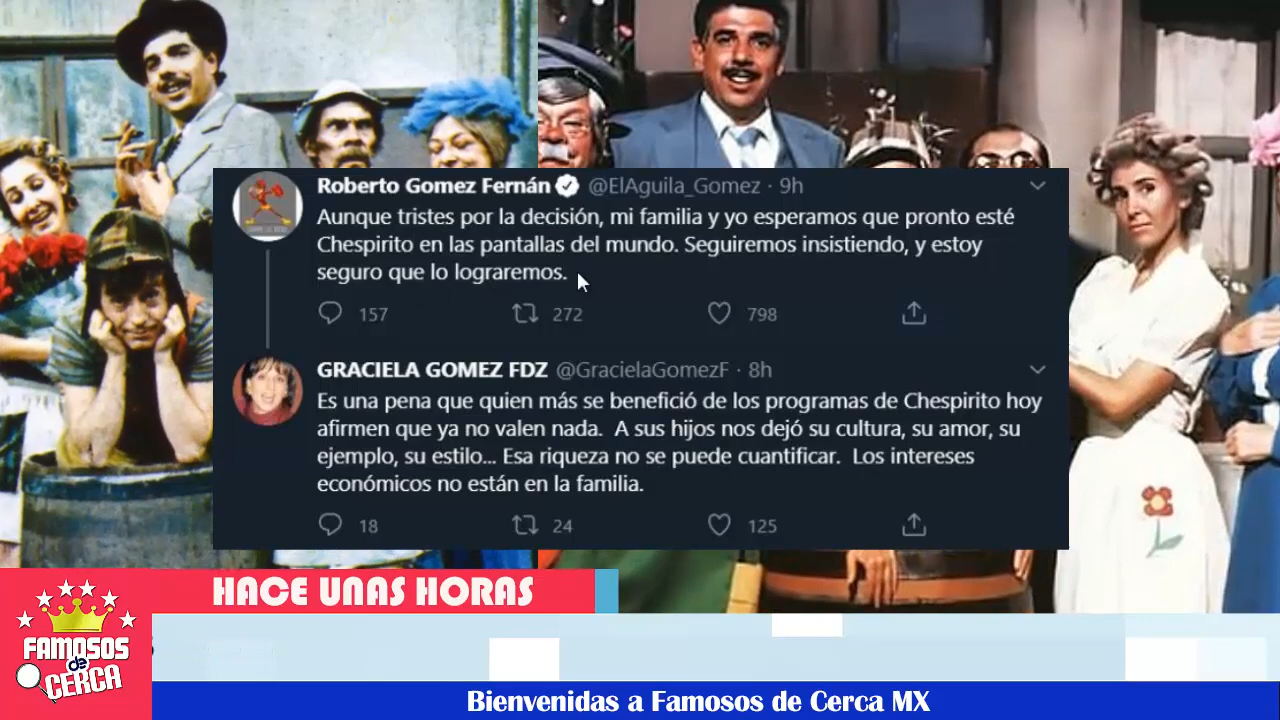 Roberto Gomez Fernán @ElAguila_Gomez · 9h
Aunque tristes por la decisión, mi familia y yo esperamos que pronto esté
Chespirito en las pantallas del mundo. Seguiremos insistiendo, y estoy
seguro que lo lograremos.
157 272 798
GRACIELA GOMEZ FDZ @GracielaGomezF · 8h
Es una pena que quien más se benefició de los programas de Chespirito hoy
afirmen que ya no valen nada.  A sus hijos nos dejó su cultura, su amor, su
ejemplo, su estilo... Esa riqueza no se puede cuantificar.  Los intereses
económicos no están en la familia.
18 24 125
HACE UNAS HORAS
FAMOSOS
de
CERCA
Bienvenidas a Famosos de Cerca MX